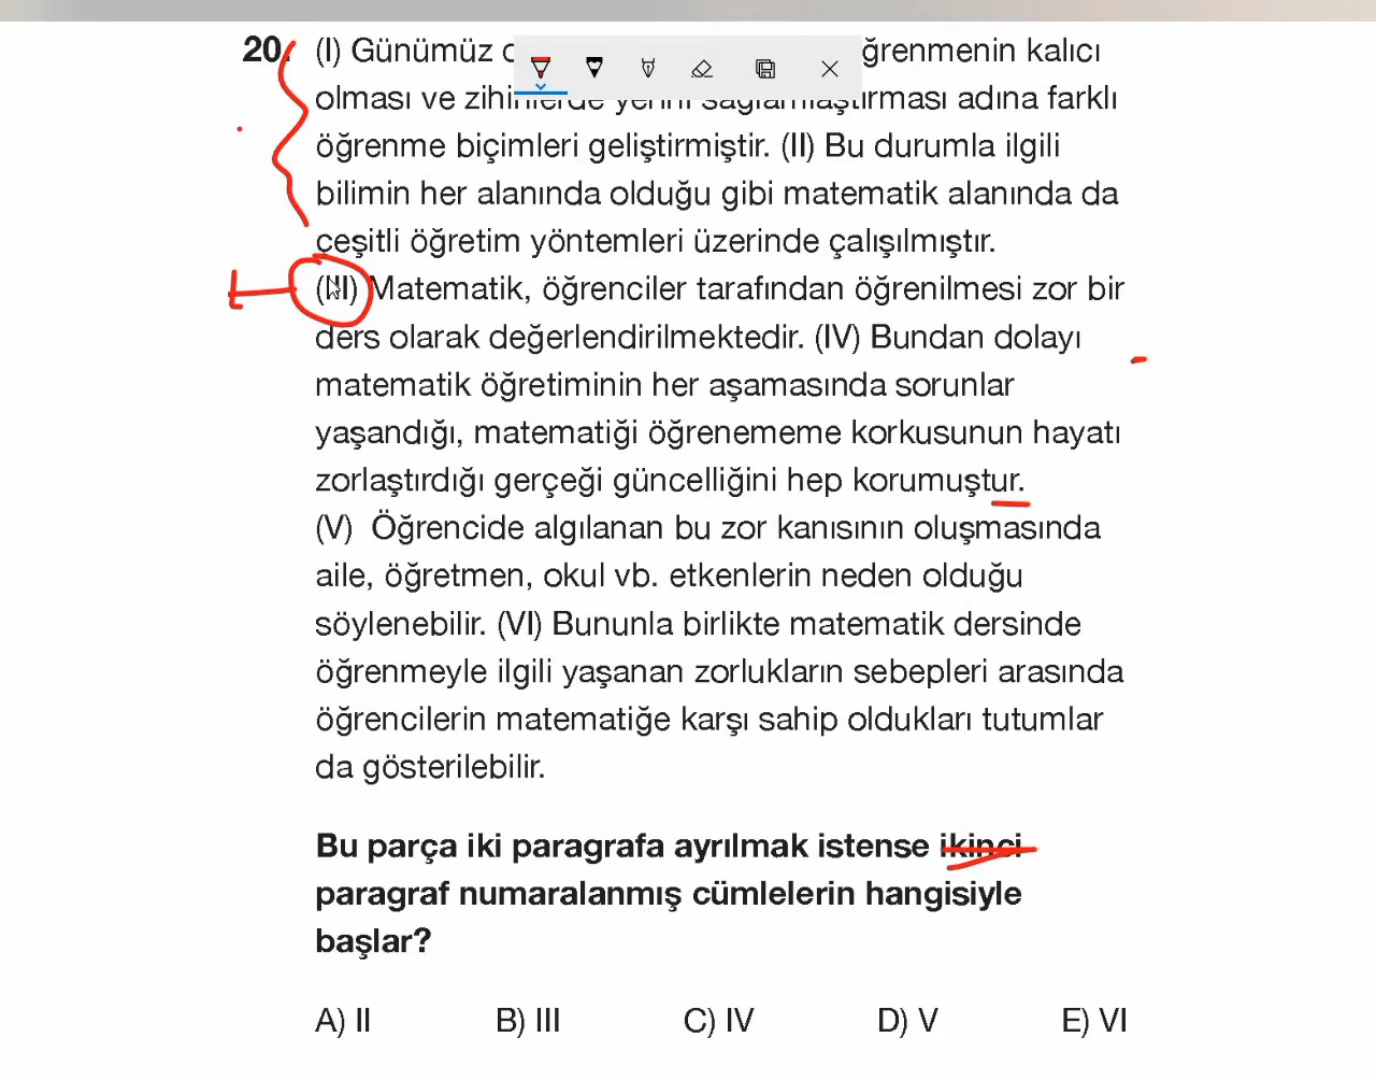 20. (I) Günümüz ğrenmenin kalıcı
olması ve zihinlerde yerini sağlamlaştırması adına farklı
öğrenme biçimleri geliştirmiştir. (II) Bu durumla ilgili
bilimin her alanında olduğu gibi matematik alanında da
çeşitli öğretim yöntemleri üzerinde çalışılmıştır.
(III) Matematik, öğrenciler tarafından öğrenilmesi zor bir
ders olarak değerlendirilmektedir. (IV) Bundan dolayı
matematik öğretiminin her aşamasında sorunlar
yaşandığı, matematiği öğrenememe korkusunun hayatı
zorlaştırdığı gerçeği güncelliğini hep korumuştur.
(V) Öğrencide algılanan bu zor kanısının oluşmasında
aile, öğretmen, okul vb. etkenlerin neden olduğu
söylenebilir. (VI) Bununla birlikte matematik dersinde
öğrenmeyle ilgili yaşanan zorlukların sebepleri arasında
öğrencilerin matematiğe karşı sahip oldukları tutumlar
da gösterilebilir.
Bu parça iki paragrafa ayrılmak istense ikinci
paragraf numaralanmış cümlelerin hangisiyle
başlar?
A) II B) III C) IV D) V E) VI